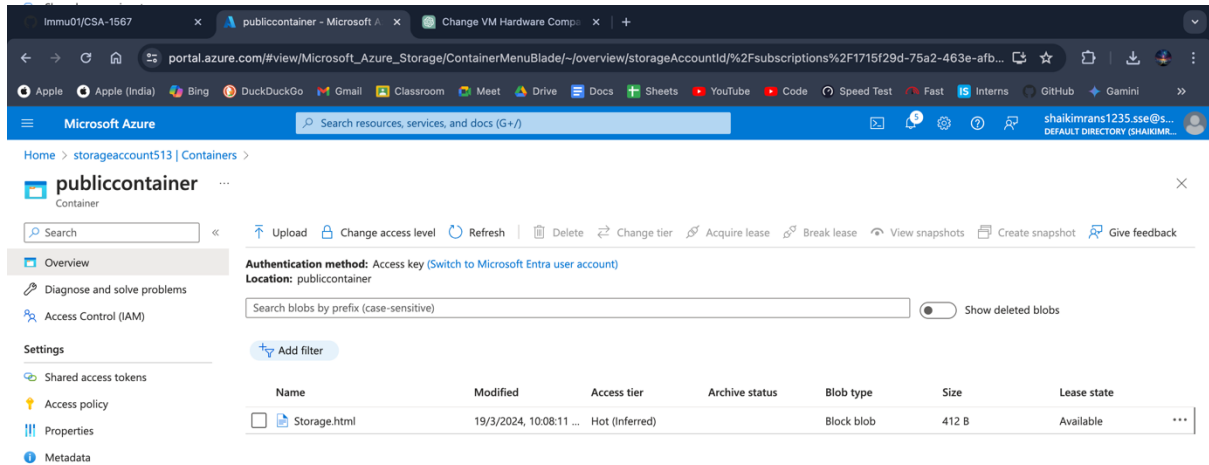 Immu01/CSA-1567
publiccontainer - Microsoft A
Change VM Hardware Compa
portal.azure.com/#view/Microsoft_Azure_Storage/ContainerMenuBlade/~/overview/storageAccountId/%2Fsubscriptions%2F1715f29d-75a2-463e-afb...
Apple Apple (India) Bing DuckDuckGo Gmail Classroom Meet Drive Docs Sheets YouTube Code Speed Test Fast Interns GitHub Gamini »
Microsoft Azure
Search resources, services, and docs (G+/)
5
shaikimrans1235.sse@s...
DEFAULT DIRECTORY (SHAIKIMR...
Home > storageaccount513 | Containers >
publiccontainer ...
Container
Search «
Upload Change access level Refresh Delete Change tier Acquire lease Break lease View snapshots Create snapshot Give feedback
Overview
Diagnose and solve problems
Access Control (IAM)
Settings
Shared access tokens
Access policy
Properties
Metadata
Authentication method: Access key (Switch to Microsoft Entra user account)
Location: publiccontainer
Search blobs by prefix (case-sensitive)
Show deleted blobs
Add filter
Name Modified Access tier Archive status Blob type Size Lease state
Storage.html 19/3/2024, 10:08:11 ... Hot (Inferred) Block blob 412 B Available ...